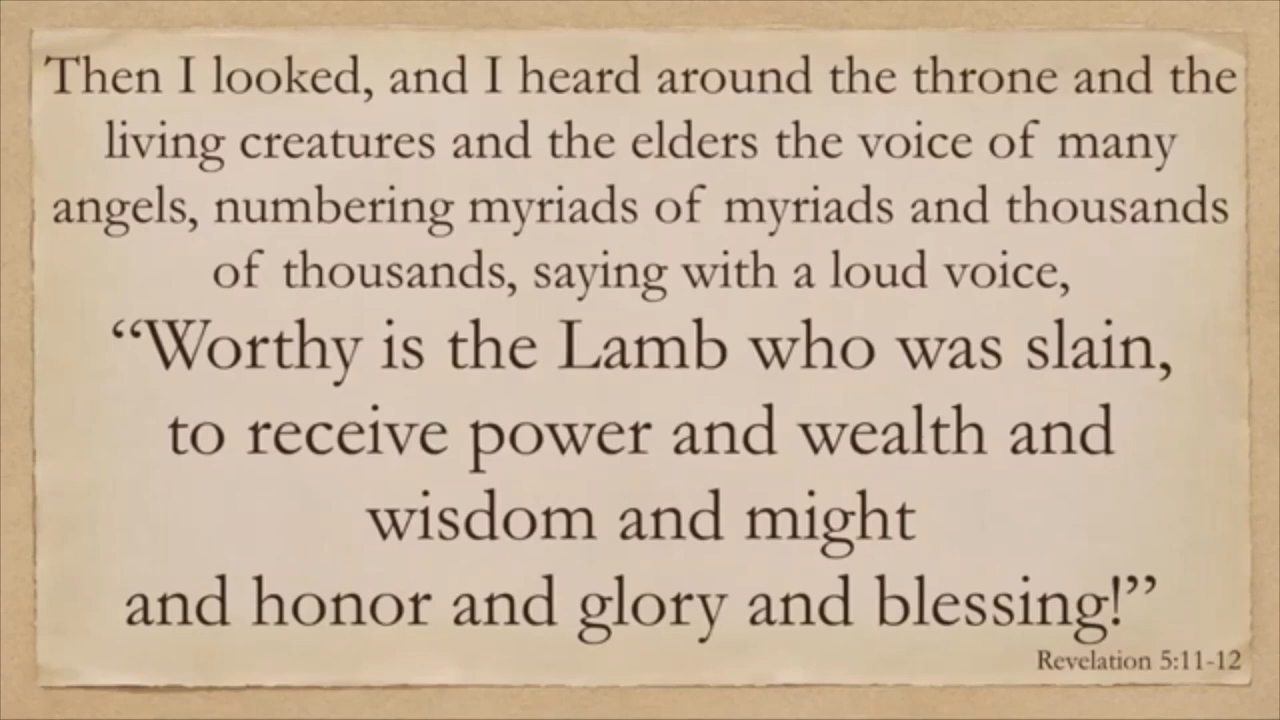 Then I looked, and I heard around the throne and the
living creatures and the elders the voice of many
angels, numbering myriads of myriads and thousands
of thousands, saying with a loud voice,
“Worthy is the Lamb who was slain,
to receive power and wealth and
wisdom and might
and honor and glory and blessing!”
Revelation 5:11-12